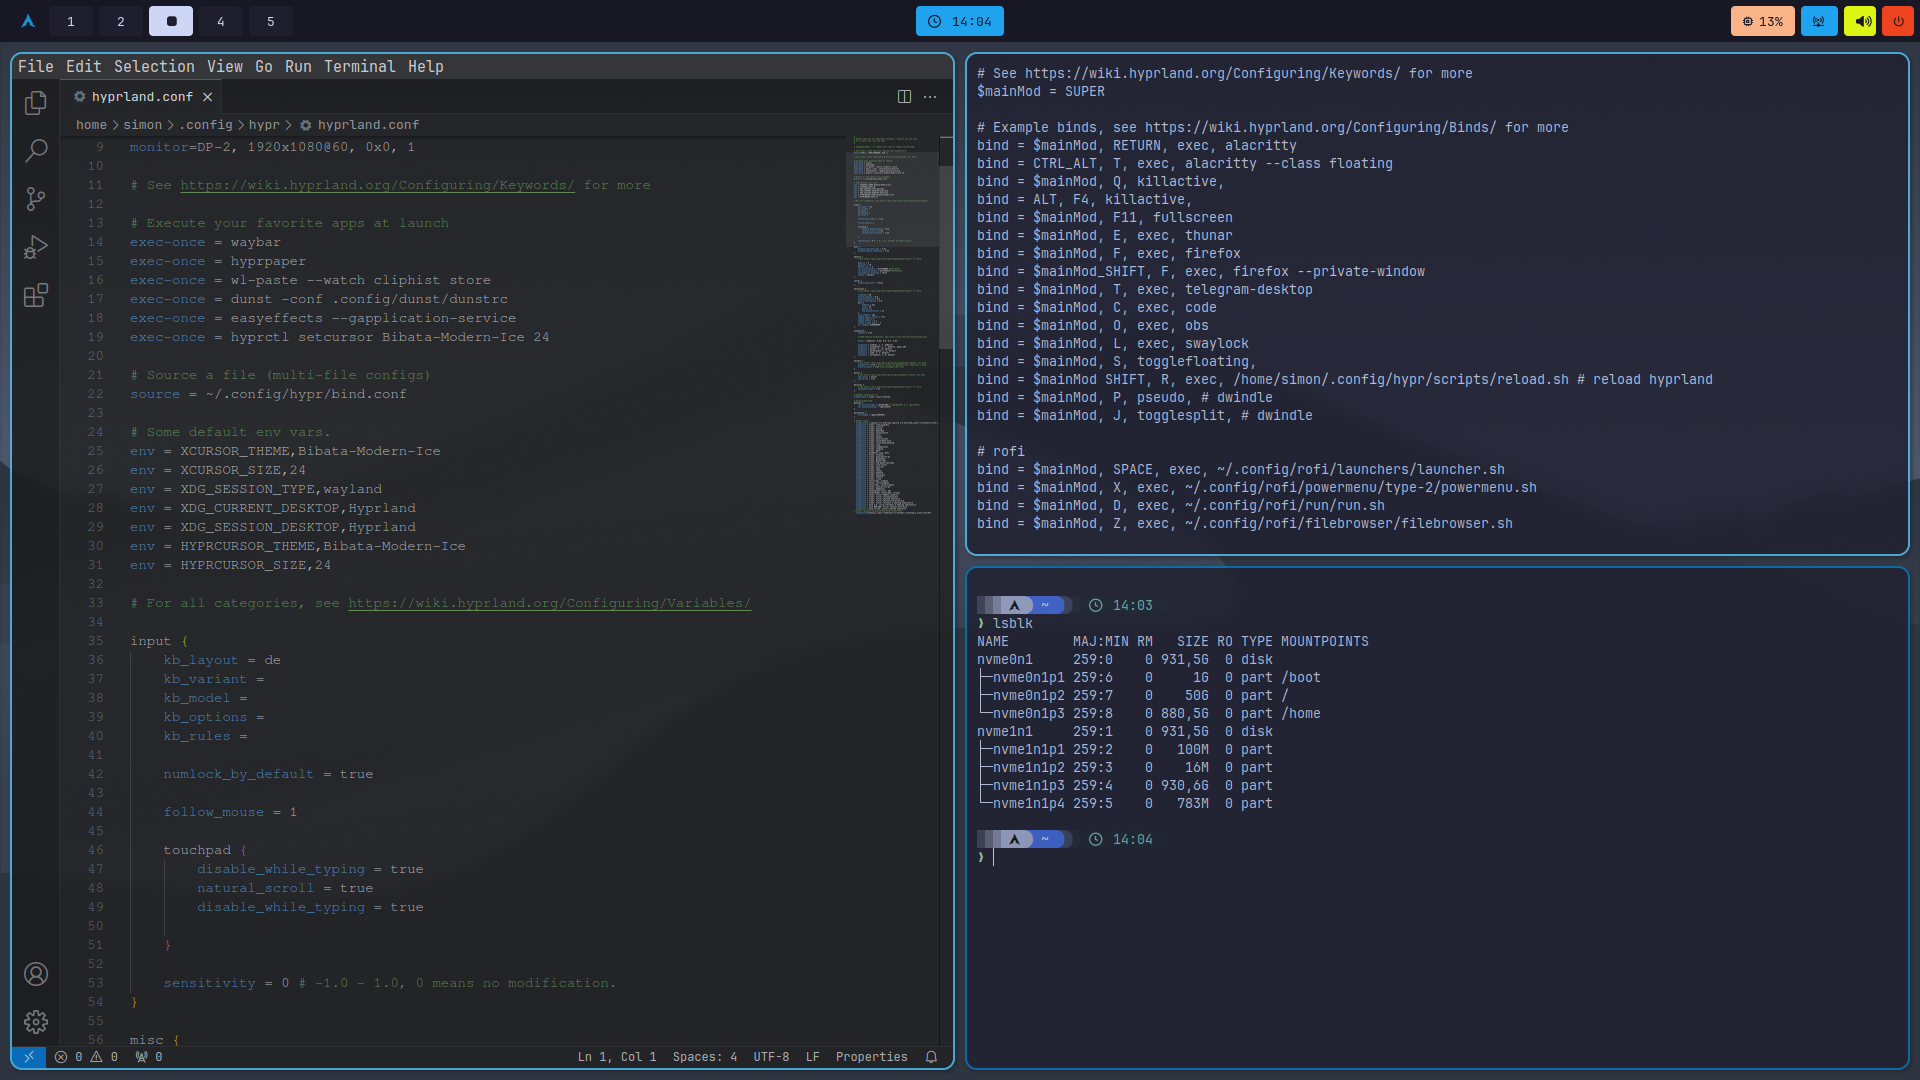 1 2 4 5
14:04
13%
File Edit Selection View Go Run Terminal Help
hyprland.conf
home > simon > .config > hypr > hyprland.conf
9 monitor=DP-2, 1920x1080@60, 0x0, 1
10
11 # See https://wiki.hyprland.org/Configuring/Keywords/ for more
12
13 # Execute your favorite apps at launch
14 exec-once = waybar
15 exec-once = hyprpaper
16 exec-once = wl-paste --watch cliphist store
17 exec-once = dunst -conf .config/dunst/dunstrc
18 exec-once = easyeffects --gapplication-service
19 exec-once = hyprctl setcursor Bibata-Modern-Ice 24
20
21 # Source a file (multi-file configs)
22 source = ~/.config/hypr/bind.conf
23
24 # Some default env vars.
25 env = XCURSOR_THEME,Bibata-Modern-Ice
26 env = XCURSOR_SIZE,24
27 env = XDG_SESSION_TYPE,wayland
28 env = XDG_CURRENT_DESKTOP,Hyprland
29 env = XDG_SESSION_DESKTOP,Hyprland
30 env = HYPRCURSOR_THEME,Bibata-Modern-Ice
31 env = HYPRCURSOR_SIZE,24
32
33 # For all categories, see https://wiki.hyprland.org/Configuring/Variables/
34
35 input {
36 kb_layout = de
37 kb_variant =
38 kb_model =
39 kb_options =
40 kb_rules =
41
42 numlock_by_default = true
43
44 follow_mouse = 1
45
46 touchpad {
47 disable_while_typing = true
48 natural_scroll = true
49 disable_while_typing = true
50
51 }
52
53 sensitivity = 0 # -1.0 - 1.0, 0 means no modification.
54 }
55
56 misc {
0 0 0 Ln 1, Col 1 Spaces: 4 UTF-8 LF Properties
# See https://wiki.hyprland.org/Configuring/Keywords/ for more
$mainMod = SUPER
# Example binds, see https://wiki.hyprland.org/Configuring/Binds/ for more
bind = $mainMod, RETURN, exec, alacritty
bind = CTRL_ALT, T, exec, alacritty --class floating
bind = $mainMod, Q, killactive,
bind = ALT, F4, killactive,
bind = $mainMod, F11, fullscreen
bind = $mainMod, E, exec, thunar
bind = $mainMod, F, exec, firefox
bind = $mainMod_SHIFT, F, exec, firefox --private-window
bind = $mainMod, T, exec, telegram-desktop
bind = $mainMod, C, exec, code
bind = $mainMod, O, exec, obs
bind = $mainMod, L, exec, swaylock
bind = $mainMod, S, togglefloating,
bind = $mainMod SHIFT, R, exec, /home/simon/.config/hypr/scripts/reload.sh # reload hyprland
bind = $mainMod, P, pseudo, # dwindle
bind = $mainMod, J, togglesplit, # dwindle
# rofi
bind = $mainMod, SPACE, exec, ~/.config/rofi/launchers/launcher.sh
bind = $mainMod, X, exec, ~/.config/rofi/powermenu/type-2/powermenu.sh
bind = $mainMod, D, exec, ~/.config/rofi/run/run.sh
bind = $mainMod, Z, exec, ~/.config/rofi/filebrowser/filebrowser.sh
~ 14:03
❯ lsblk
NAME MAJ:MIN RM SIZE RO TYPE MOUNTPOINTS
nvme0n1 259:0 0 931,5G 0 disk
├─nvme0n1p1 259:6 0 1G 0 part /boot
├─nvme0n1p2 259:7 0 50G 0 part /
└─nvme0n1p3 259:8 0 880,5G 0 part /home
nvme1n1 259:1 0 931,5G 0 disk
├─nvme1n1p1 259:2 0 100M 0 part
├─nvme1n1p2 259:3 0 16M 0 part
├─nvme1n1p3 259:4 0 930,6G 0 part
└─nvme1n1p4 259:5 0 783M 0 part
~ 14:04
❯